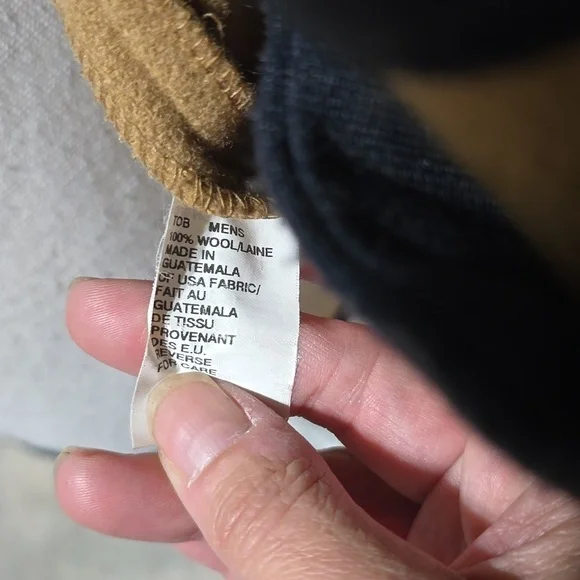 TOB MENS
100% WOOL/LAINE
MADE IN
GUATEMALA
OF USA FABRIC/
FAIT AU
GUATEMALA
DE TISSU
PROVENANT
DES E.U.
REVERSE
FOR CARE